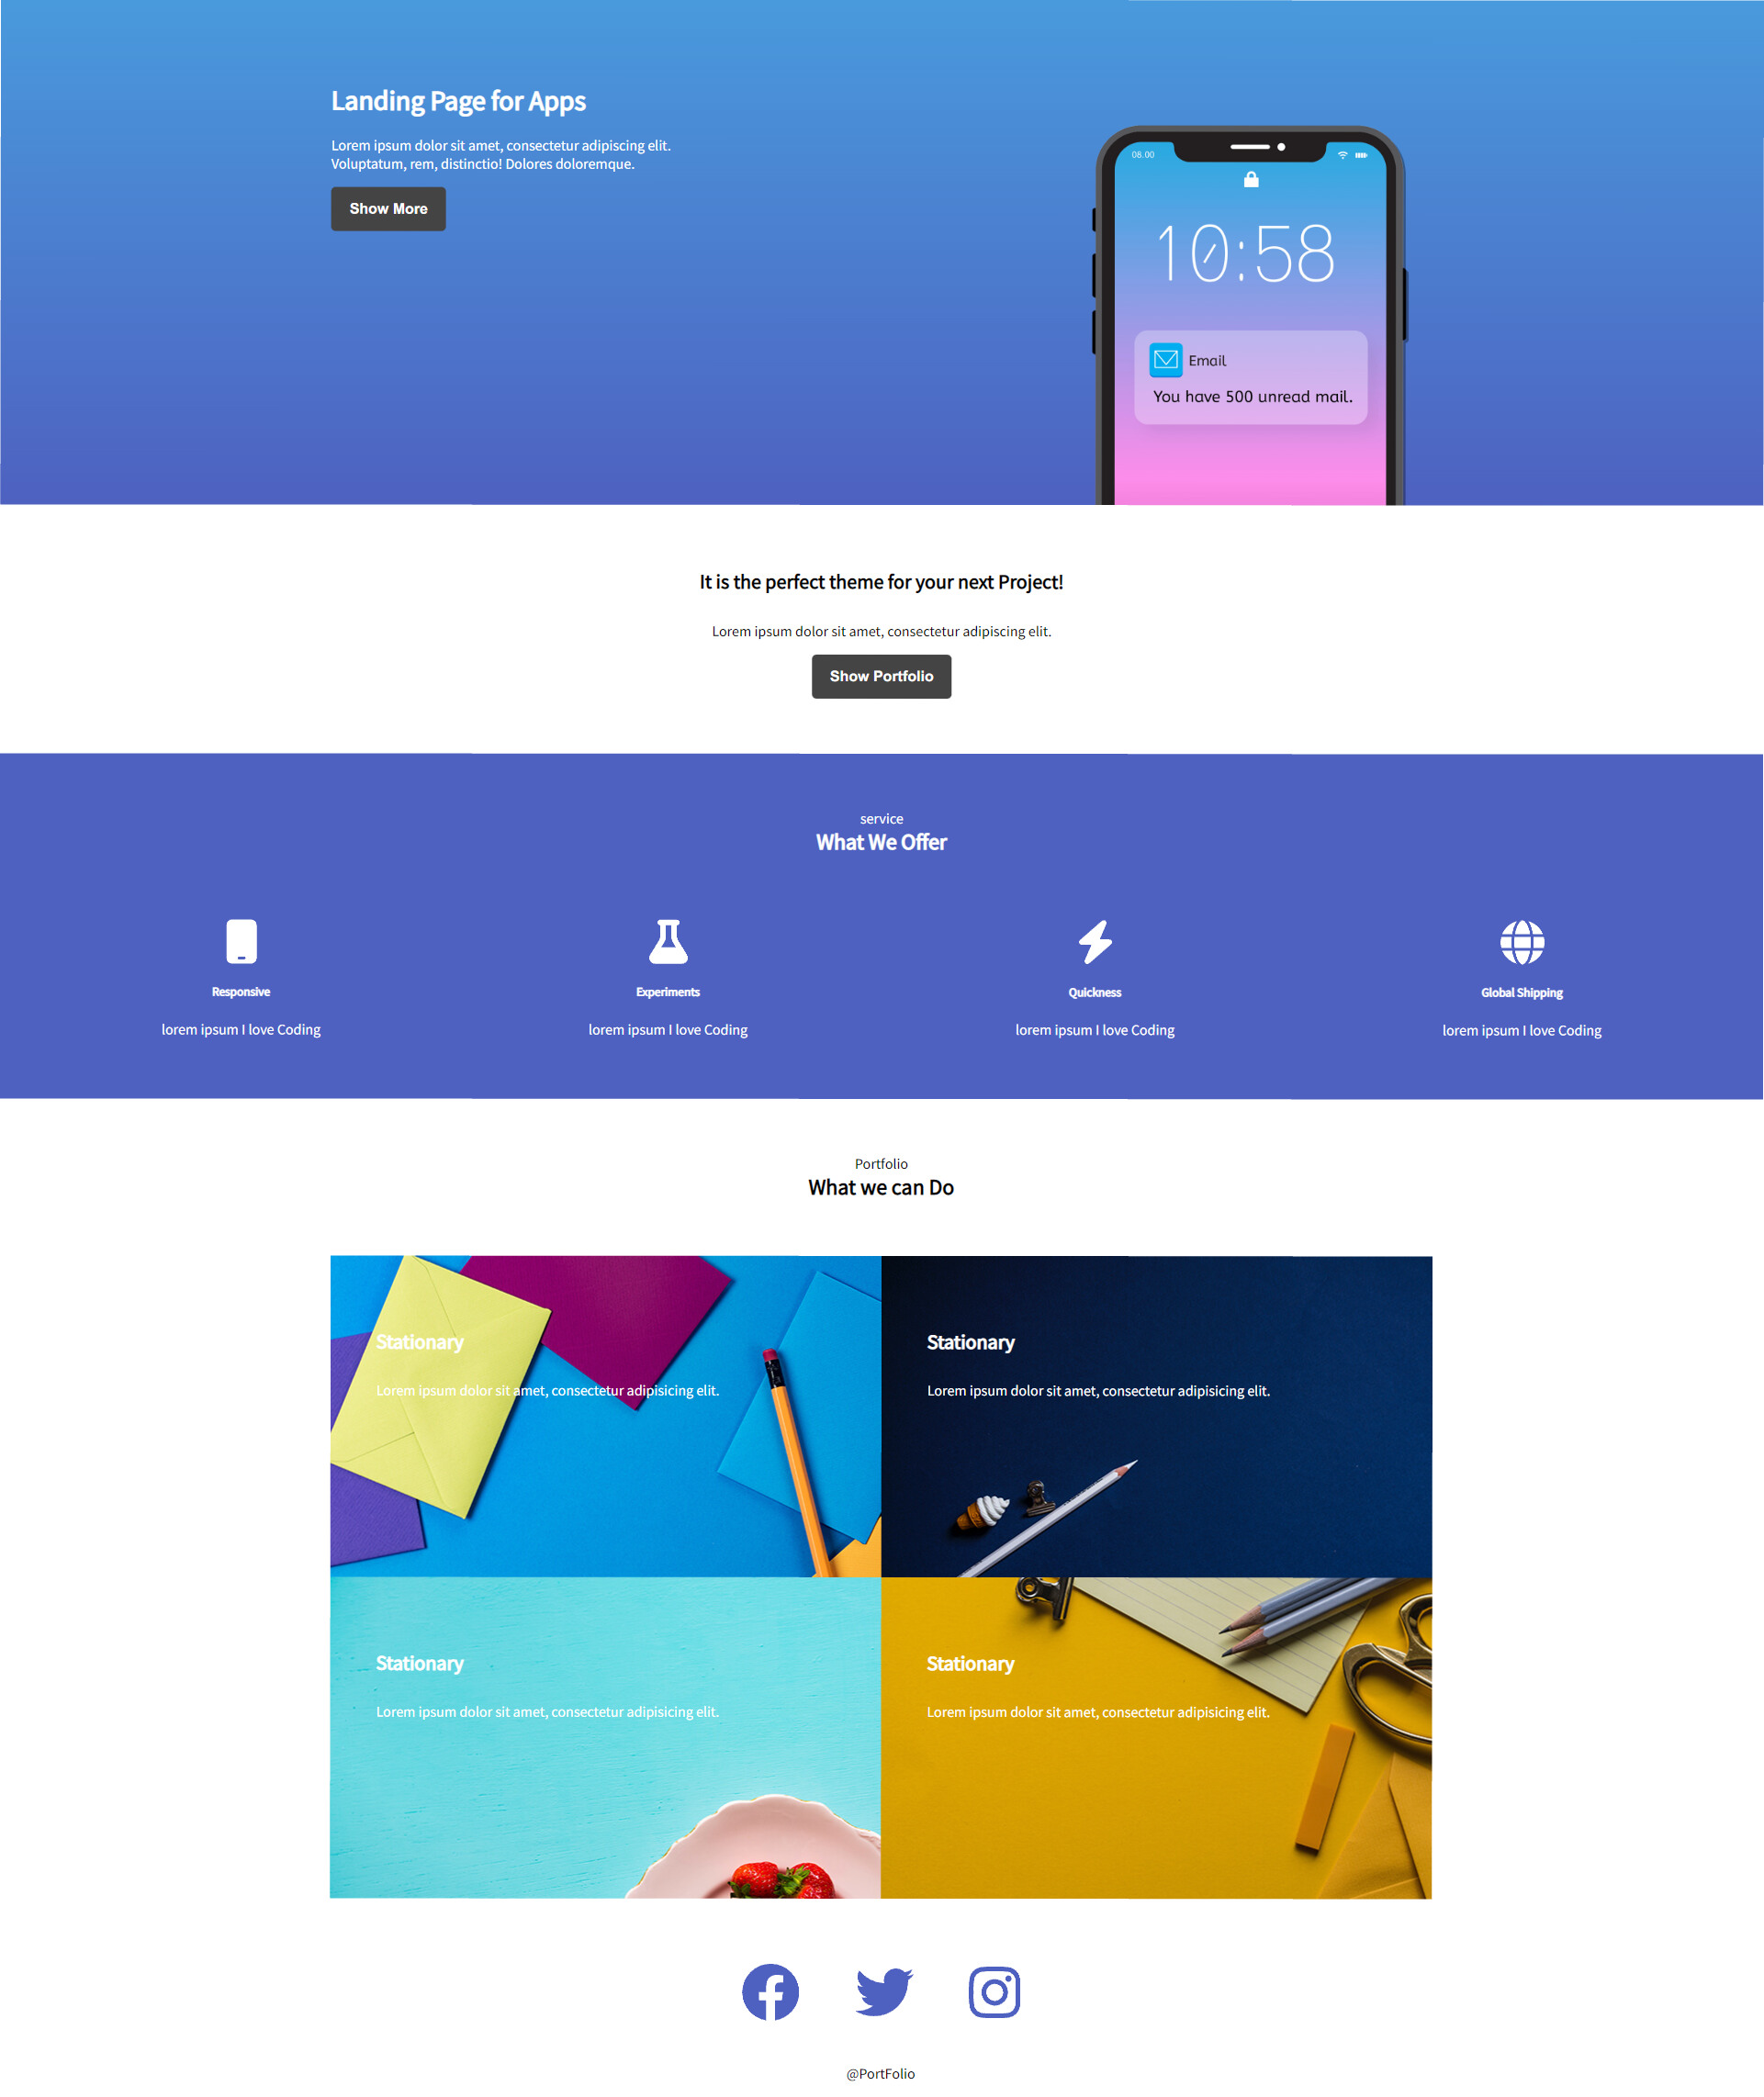 Landing Page for Apps
Lorem ipsum dolor sit amet, consectetur adipiscing elit.
Voluptatum, rem, distinctio! Dolores doloremque.
Show More
08.00
10:58
Email
You have 500 unread mail.
It is the perfect theme for your next Project!
Lorem ipsum dolor sit amet, consectetur adipiscing elit.
Show Portfolio
service
What We Offer
Responsive
lorem ipsum I love Coding
Experiments
lorem ipsum I love Coding
Quickness
lorem ipsum I love Coding
Global Shipping
lorem ipsum I love Coding
Portfolio
What we can Do
Stationary
Lorem ipsum dolor sit amet, consectetur adipisicing elit.
Stationary
Lorem ipsum dolor sit amet, consectetur adipisicing elit.
Stationary
Lorem ipsum dolor sit amet, consectetur adipisicing elit.
Stationary
Lorem ipsum dolor sit amet, consectetur adipisicing elit.
@PortFolio